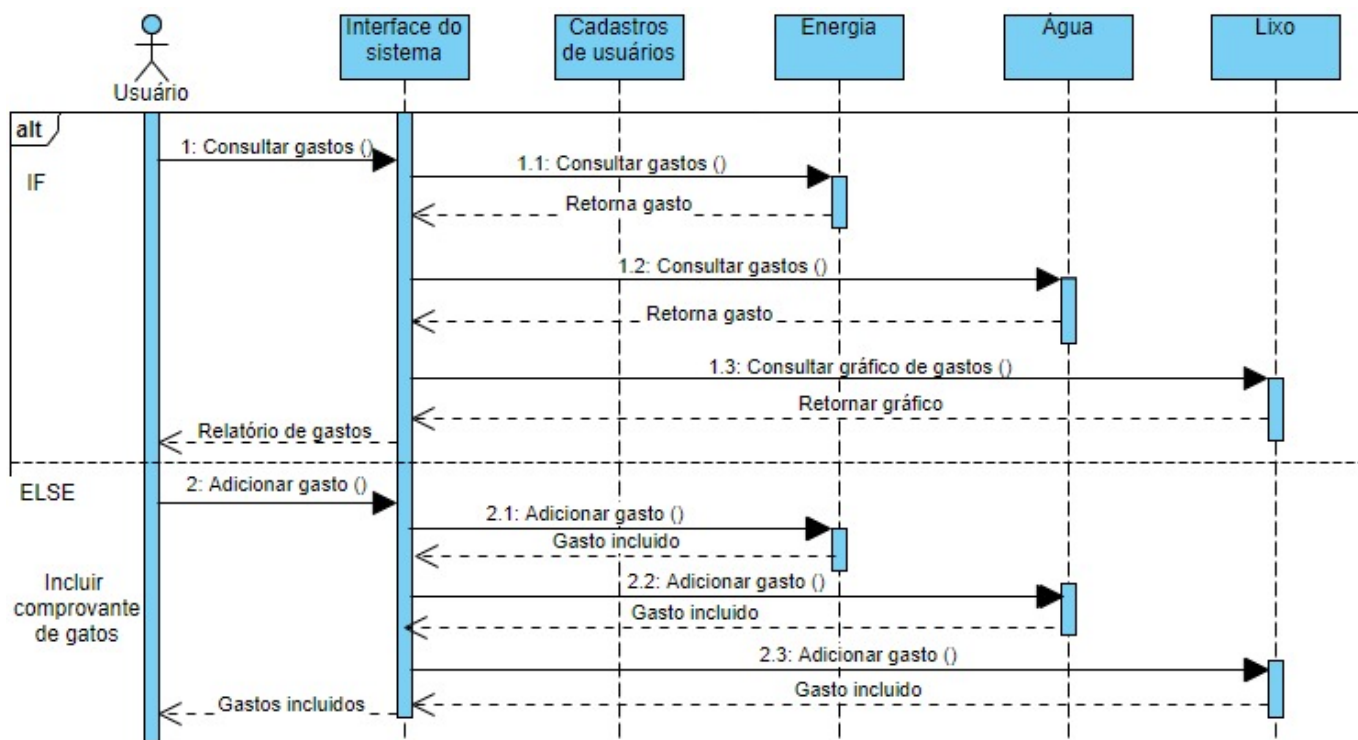 Usuário
Interface do
sistema
Cadastros
de usuários
Energia
Água
Lixo
alt
IF
1: Consultar gastos ()
1.1: Consultar gastos ()
Retorna gasto
1.2: Consultar gastos ()
Retorna gasto
1.3: Consultar gráfico de gastos ()
Retornar gráfico
Relatório de gastos
ELSE
2: Adicionar gasto ()
2.1: Adicionar gasto ()
Gasto incluido
Incluir
comprovante
de gatos
2.2: Adicionar gasto ()
Gasto incluido
2.3: Adicionar gasto ()
Gasto incluido
Gastos incluidos